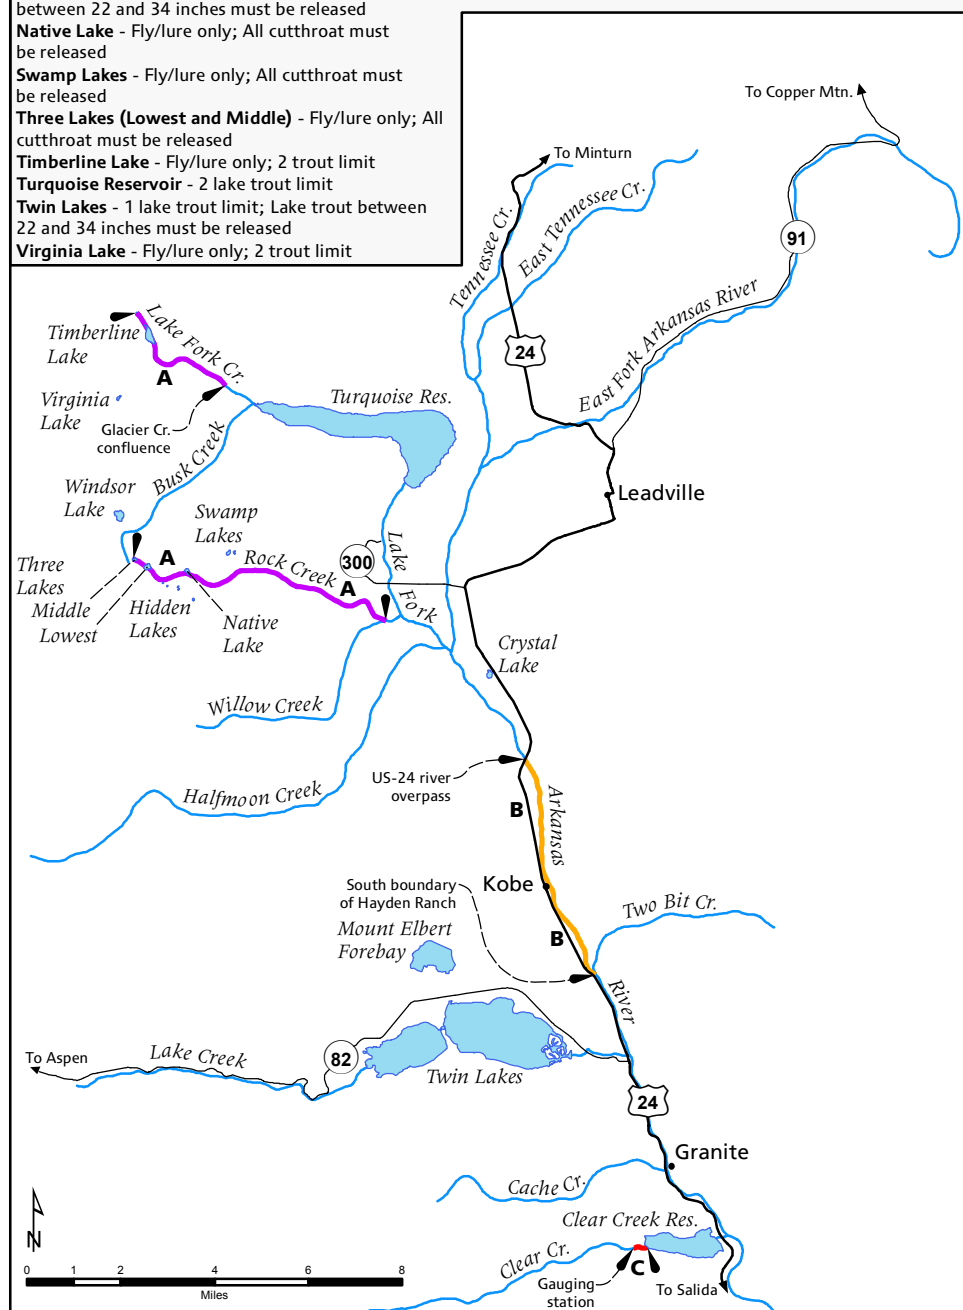 between 22 and 34 inches must be released
Native Lake - Fly/lure only; All cutthroat must
be released
Swamp Lakes - Fly/lure only; All cutthroat must
be released
Three Lakes (Lowest and Middle) - Fly/lure only; All
cutthroat must be released
Timberline Lake - Fly/lure only; 2 trout limit
Turquoise Reservoir - 2 lake trout limit
Twin Lakes - 1 lake trout limit; Lake trout between
22 and 34 inches must be released
Virginia Lake - Fly/lure only; 2 trout limit
To Copper Mtn.
To Minturn
Tennessee Cr.
East Tennessee Cr.
91
24
East Fork Arkansas River
Lake Fork Cr.
Timberline
Lake
A
Virginia
Lake
Glacier Cr.
confluence
Turquoise Res.
Busk Creek
Leadville
Windsor
Lake
Swamp
Lakes
Three
Lakes
Middle
Lowest
A
Rock Creek
A
300
Lake
Fork
Hidden
Lakes
Native
Lake
Crystal
Lake
Willow Creek
Halfmoon Creek
US-24 river
overpass
B
Arkansas
Kobe
South boundary
of Hayden Ranch
B
Two Bit Cr.
Mount Elbert
Forebay
River
To Aspen
Lake Creek
82
Twin Lakes
24
Granite
Cache Cr.
Clear Creek Res.
Clear Cr.
C
Gauging
station
To Salida
N
0 1 2 4 6 8
Miles